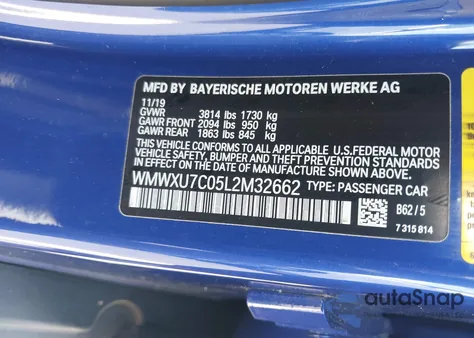 MFD BY BAYERISCHE MOTOREN WERKE AG
11/19
GVWR 3814 lbs 1730 kg
GAWR FRONT 2094 lbs 950 kg
GAWR REAR 1863 lbs 845 kg
THIS VEHICLE CONFORMS TO ALL APPLICABLE U.S.FEDERAL MOTOR
VEHICLE SAFETY, BUMPER, AND THEFT PREVENTION STANDARDS
IN EFFECT ON THE DATE OF MANUFACTURE SHOWN ABOVE.
WMWXU7C05L2M32662 TYPE: PASSENGER CAR
B62/5
7 315 814
autoSnap